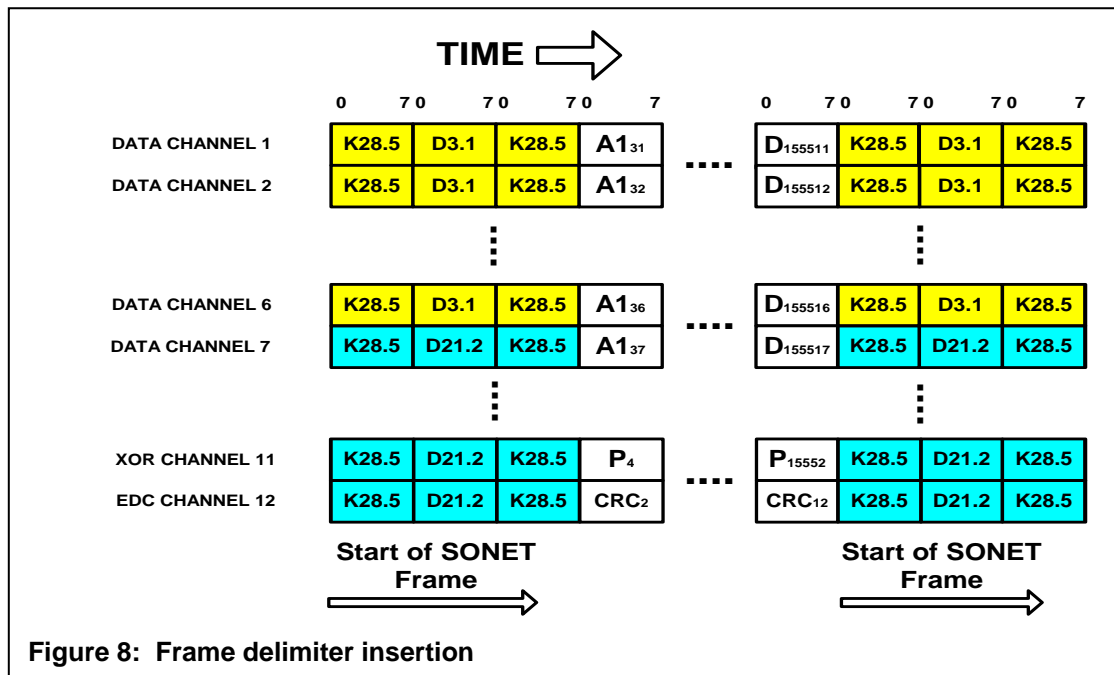 TIME
0 7 0 7 0 7 0 7 0 7 0 7 0 7 0 7
DATA CHANNEL 1 K28.5 D3.1 K28.5 A1₃₁ .... D₁₅₅₅₁₁ K28.5 D3.1 K28.5
DATA CHANNEL 2 K28.5 D3.1 K28.5 A1₃₂ D₁₅₅₅₁₂ K28.5 D3.1 K28.5
DATA CHANNEL 6 K28.5 D3.1 K28.5 A1₃₆ .... D₁₅₅₅₁₆ K28.5 D3.1 K28.5
DATA CHANNEL 7 K28.5 D21.2 K28.5 A1₃₇ D₁₅₅₅₁₇ K28.5 D21.2 K28.5
XOR CHANNEL 11 K28.5 D21.2 K28.5 P₄ .... P₁₅₅₅₂ K28.5 D21.2 K28.5
EDC CHANNEL 12 K28.5 D21.2 K28.5 CRC₂ CRC₁₂ K28.5 D21.2 K28.5
Start of SONET Start of SONET
Frame Frame
Figure 8: Frame delimiter insertion